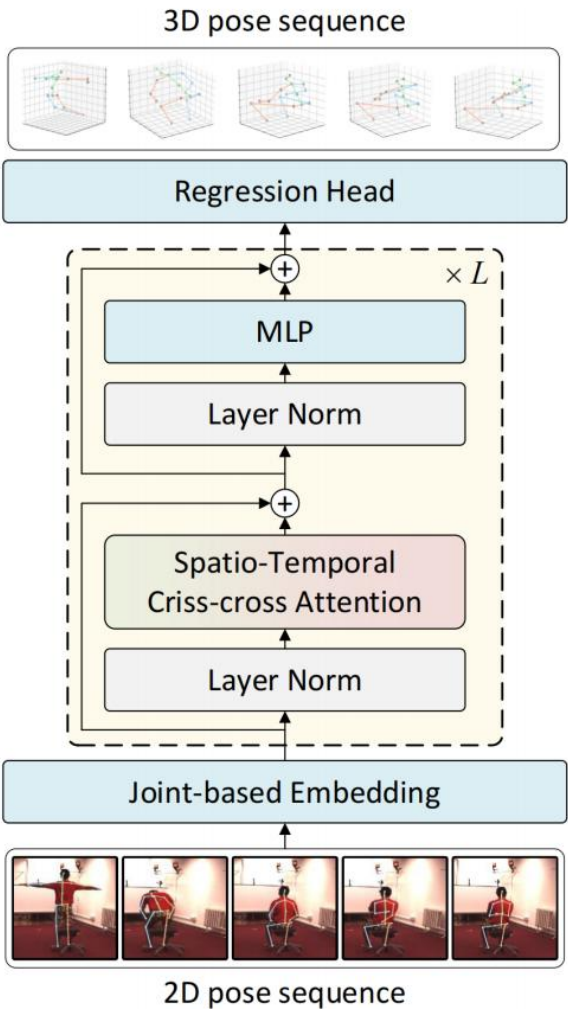 3D pose sequence
Regression Head
× L
MLP
Layer Norm
Spatio-Temporal
Criss-cross Attention
Layer Norm
Joint-based Embedding
2D pose sequence